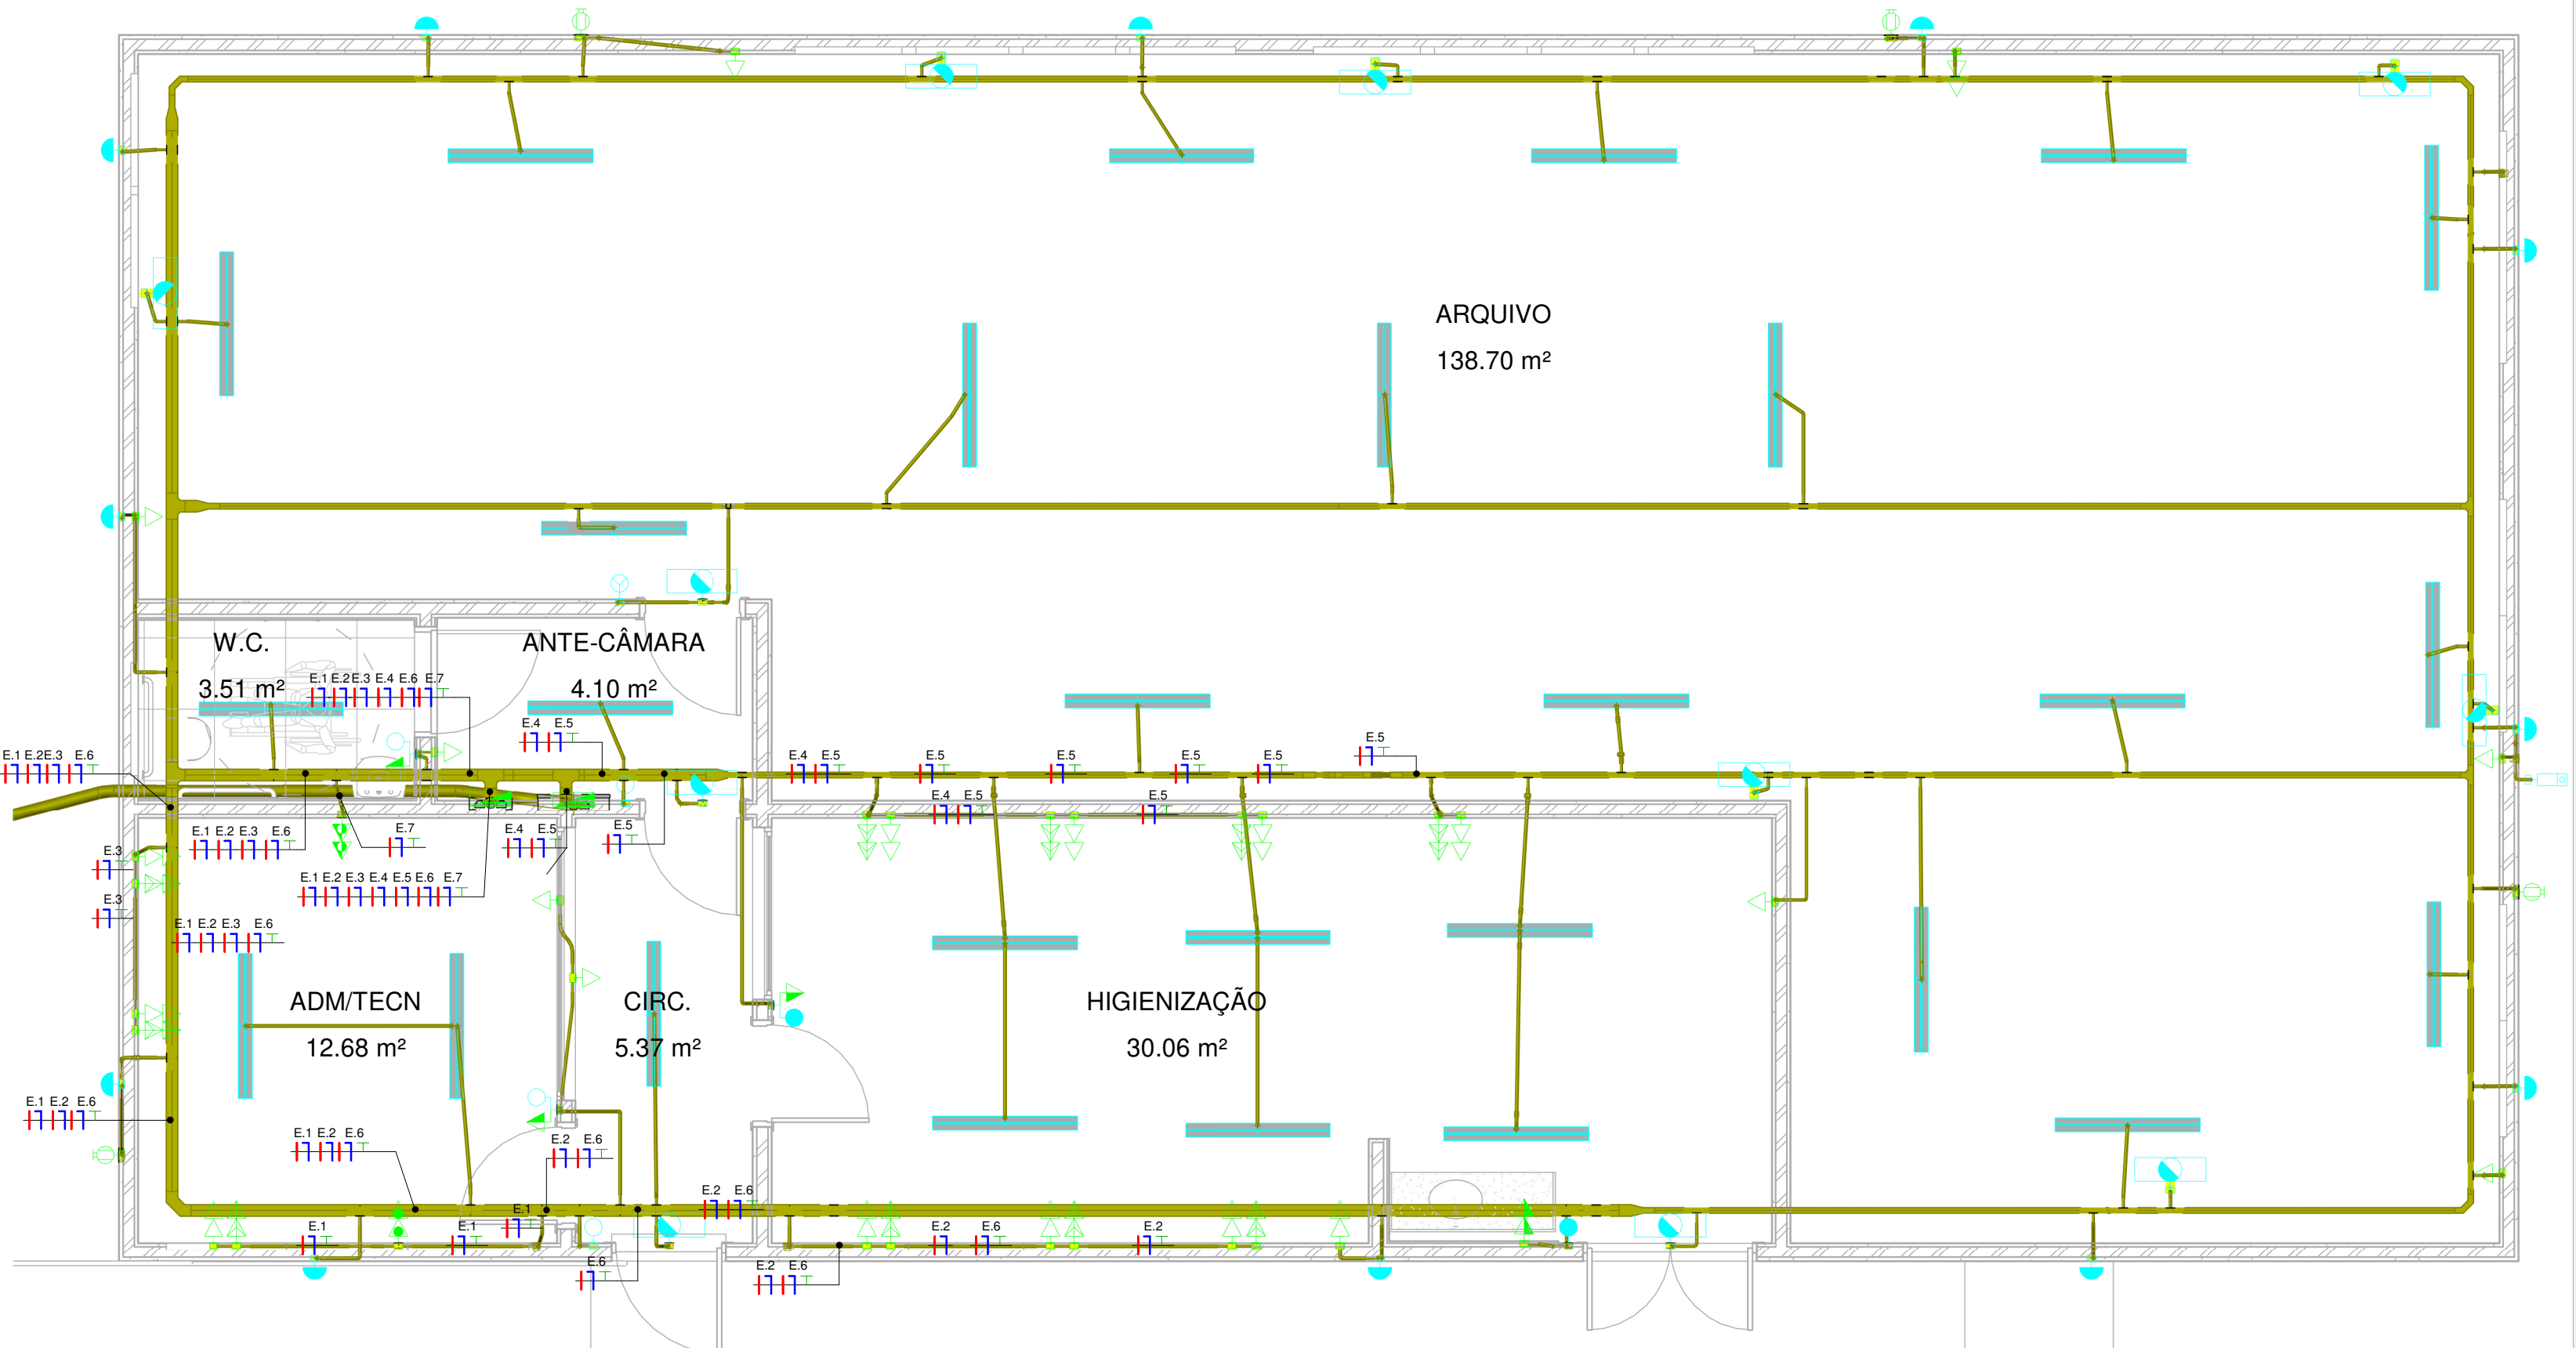 ARQUIVO
138.70 m²
W.C.
3.51 m²
ANTE-CÂMARA
4.10 m²
E.1 E.2 E.3 E.4 E.6 E.7
E.4 E.5
E.1 E.2 E.3 E.6
E.4 E.5
E.5
E.5
E.5
E.5
E.5
E.4 E.5
E.5
E.1 E.2 E.3 E.6
E.7
E.4 E.5
E.5
E.3
E.1 E.2 E.3 E.4 E.5 E.6 E.7
E.3
E.1 E.2 E.3 E.6
ADM/TECN
12.68 m²
CIRC.
5.37 m²
HIGIENIZAÇÃO
30.06 m²
E.1 E.2 E.6
E.1 E.2 E.6
E.2 E.6
E.2 E.6
E.1
E.1
E.1
E.2 E.6
E.2
E.6
E.2 E.6